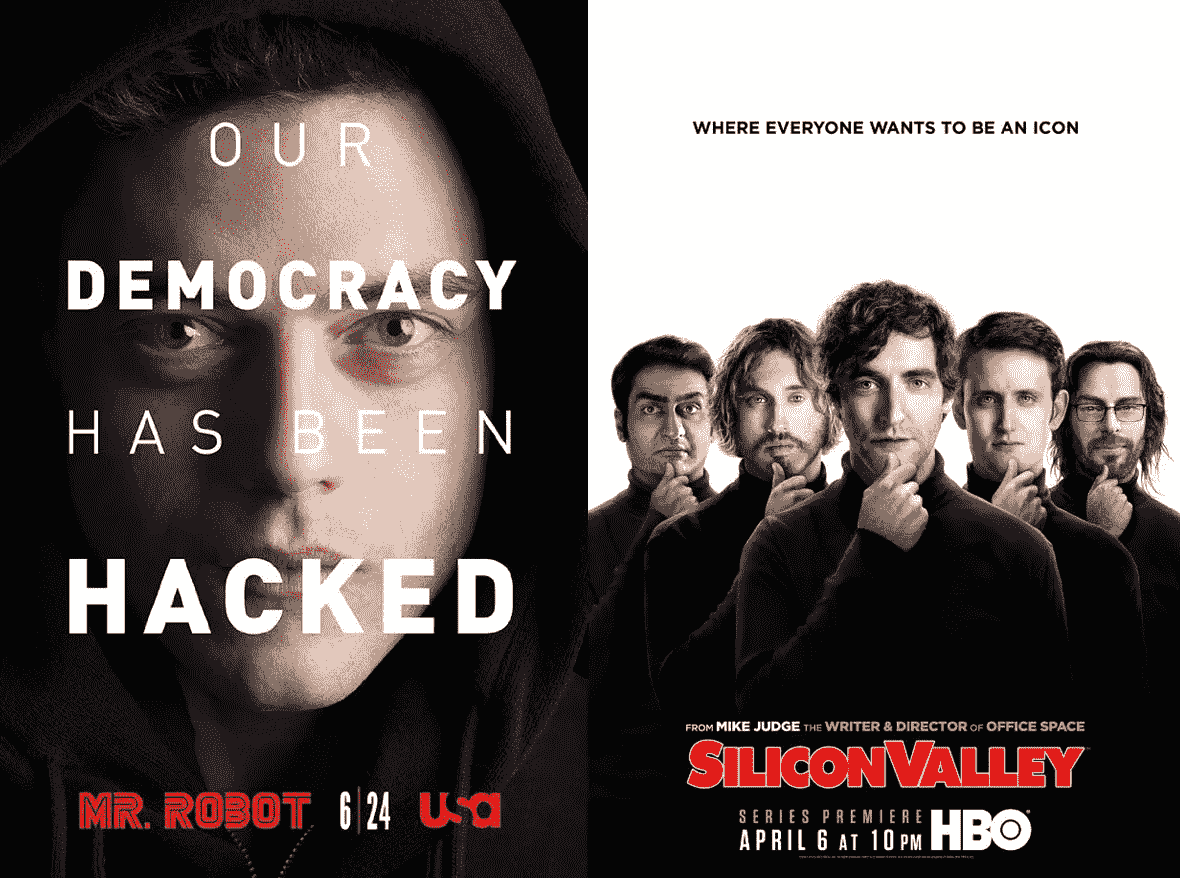 OUR
DEMOCRACY
HAS BEEN
HACKED
MR. ROBOT 6|24 usa
WHERE EVERYONE WANTS TO BE AN ICON
FROM MIKE JUDGE THE WRITER & DIRECTOR OF OFFICE SPACE
SILICON VALLEY
SERIES PREMIERE
APRIL 6 AT 10PM HBO